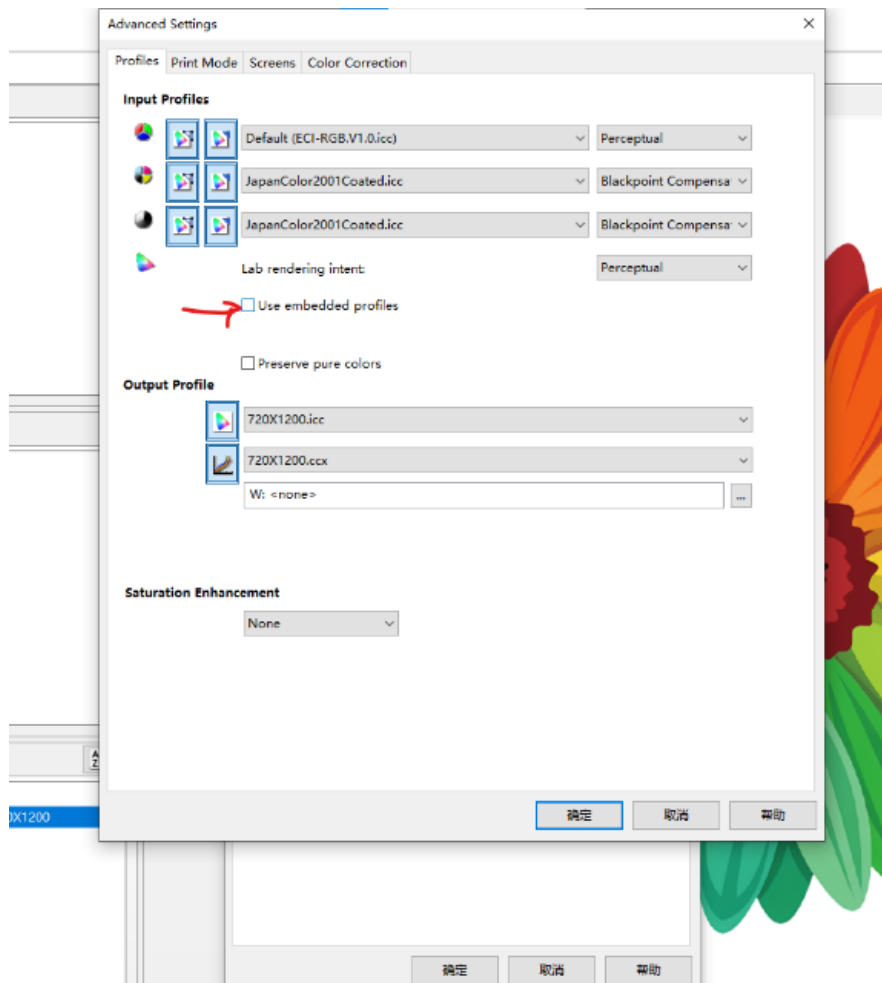 Advanced Settings
Profiles Print Mode Screens Color Correction
Input Profiles
Default (ECI-RGB.V1.0.icc) Perceptual
JapanColor2001Coated.icc Blackpoint Compensa
JapanColor2001Coated.icc Blackpoint Compensa
Lab rendering intent: Perceptual
Use embedded profiles
Preserve pure colors
Output Profile
720X1200.icc
720X1200.ccx
W: <none>
...
Saturation Enhancement
None
A
Z
0X1200
确定 取消 帮助
确定 取消 帮助